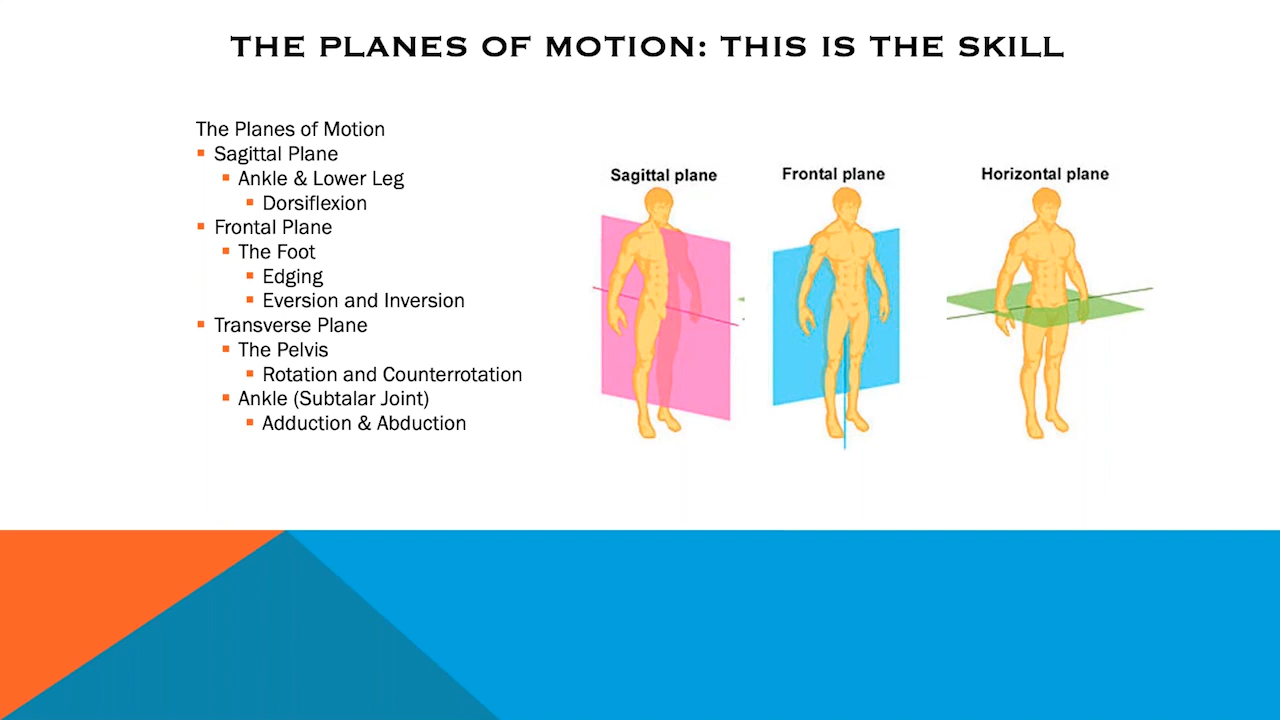 THE PLANES OF MOTION: THIS IS THE SKILL
The Planes of Motion
Sagittal Plane
Ankle & Lower Leg
Dorsiflexion
Frontal Plane
The Foot
Edging
Eversion and Inversion
Transverse Plane
The Pelvis
Rotation and Counterrotation
Ankle (Subtalar Joint)
Adduction & Abduction
Sagittal plane
Frontal plane
Horizontal plane